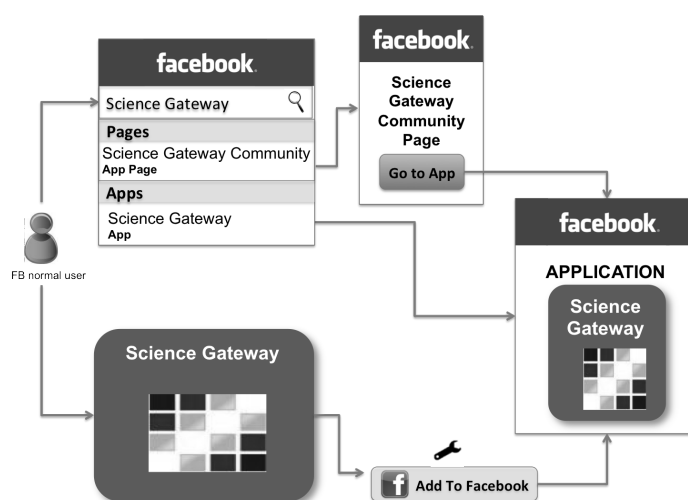 facebook.
Science Gateway
Pages
Science Gateway Community
App Page
Apps
Science Gateway
App
facebook.
Science
Gateway
Community
Page
Go to App
FB normal user
facebook.
APPLICATION
Science
Gateway
Science Gateway
f Add To Facebook